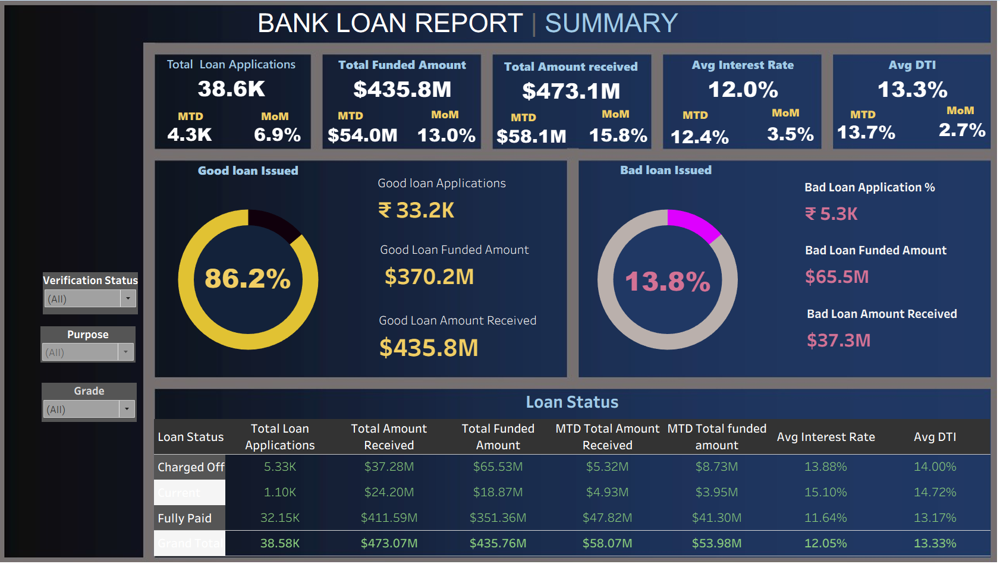 BANK LOAN REPORT | SUMMARY
Total Loan Applications
38.6K
MTD MoM
4.3K 6.9%
Total Funded Amount
$435.8M
MTD MoM
$54.0M 13.0%
Total Amount received
$473.1M
MTD MoM
$58.1M 15.8%
Avg Interest Rate
12.0%
MTD MoM
12.4% 3.5%
Avg DTI
13.3%
MTD MoM
13.7% 2.7%
Good loan Issued
86.2%
Good loan Applications
₹ 33.2K
Good Loan Funded Amount
$370.2M
Good Loan Amount Received
$435.8M
Bad loan Issued
13.8%
Bad Loan Application %
₹ 5.3K
Bad Loan Funded Amount
$65.5M
Bad Loan Amount Received
$37.3M
Verification Status
(All)
Purpose
(All)
Grade
(All)
Loan Status
Loan Status Total Loan Applications Total Amount Received Total Funded Amount MTD Total Amount Received MTD Total funded amount Avg Interest Rate Avg DTI
Charged Off 5.33K $37.28M $65.53M $5.32M $8.73M 13.88% 14.00%
Current 1.10K $24.20M $18.87M $4.93M $3.95M 15.10% 14.72%
Fully Paid 32.15K $411.59M $351.36M $47.82M $41.30M 11.64% 13.17%
Grand Total 38.58K $473.07M $435.76M $58.07M $53.98M 12.05% 13.33%